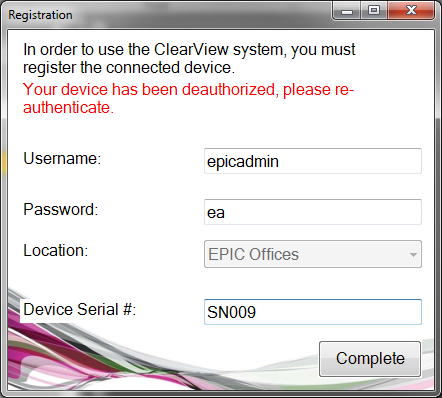 Registration
In order to use the ClearView system, you must
register the connected device.
Your device has been deauthorized, please re-
authenticate.
Username: epicadmin
Password: ea
Location: EPIC Offices
Device Serial #: SN009
Complete